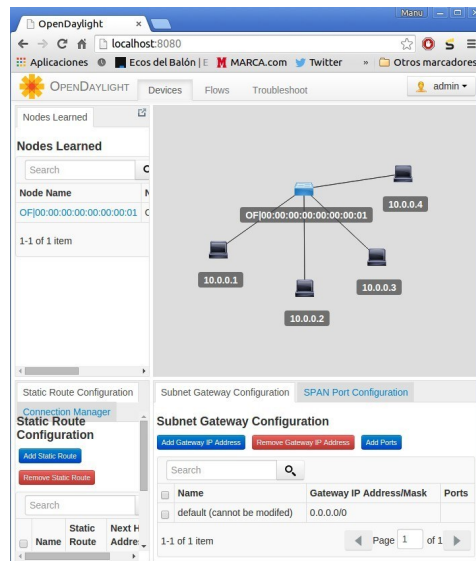 Manu
OpenDaylight
localhost:8080
Aplicaciones
Ecos del Balón | E
MARCA.com
Twitter
»
Otros marcadores
OPENDAYLIGHT
Devices
Flows
Troubleshoot
admin
Nodes Learned
Nodes Learned
Search
Node Name
N
OF|00:00:00:00:00:00:00:01
1-1 of 1 item
OF|00:00:00:00:00:00:00:01
10.0.0.4
10.0.0.1
10.0.0.3
10.0.0.2
Static Route Configuration
Connection Manager
Static Route
Configuration
Add Static Route
Remove Static Route
Search
Name
Static
Route
Next H
Addre
Subnet Gateway Configuration
SPAN Port Configuration
Subnet Gateway Configuration
Add Gateway IP Address
Remove Gateway IP Address
Add Ports
Search
Name
Gateway IP Address/Mask
Ports
default (cannot be modifed)
0.0.0.0/0
1-1 of 1 item
Page 1 of 1